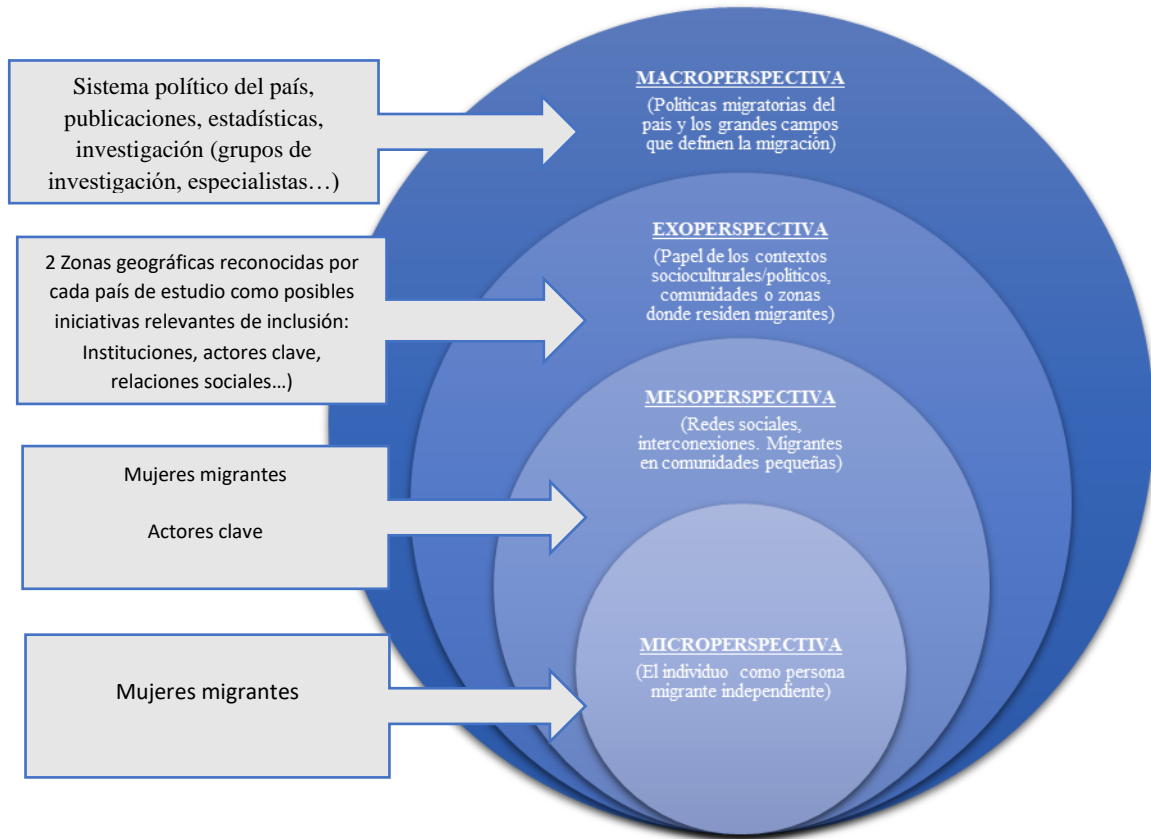 Sistema político del país,
publicaciones, estadísticas,
investigación (grupos de
investigación, especialistas…)
MACROPERSPECTIVA
(Políticas migratorias del
país y los grandes campos
que definen la migración)
2 Zonas geográficas reconocidas por
cada país de estudio como posibles
iniciativas relevantes de inclusión:
Instituciones, actores clave,
relaciones sociales…)
EXOPERSPECTIVA
(Papel de los contextos
socioculturales/políticos,
comunidades o zonas
donde residen migrantes)
Mujeres migrantes
Actores clave
MESOPERSPECTIVA
(Redes sociales,
interconexiones. Migrantes
en comunidades pequeñas)
Mujeres migrantes
MICROPERSPECTIVA
(El individuo como persona
migrante independiente)